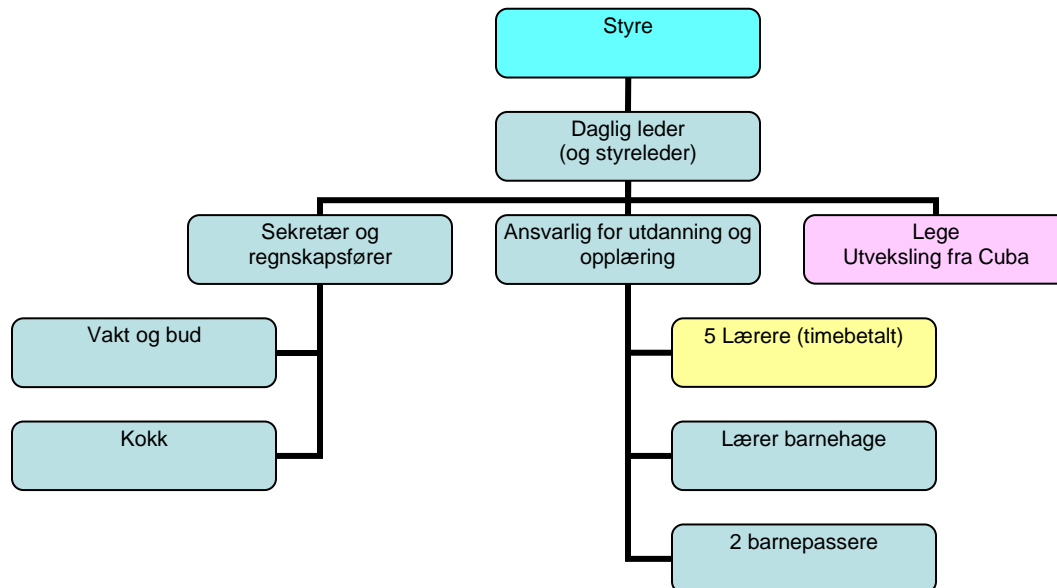 Styre
Daglig leder
(og styreleder)
Sekretær og
regnskapsfører
Ansvarlig for utdanning og
opplæring
Lege
Utveksling fra Cuba
Vakt og bud
5 Lærere (timebetalt)
Kokk
Lærer barnehage
2 barnepassere